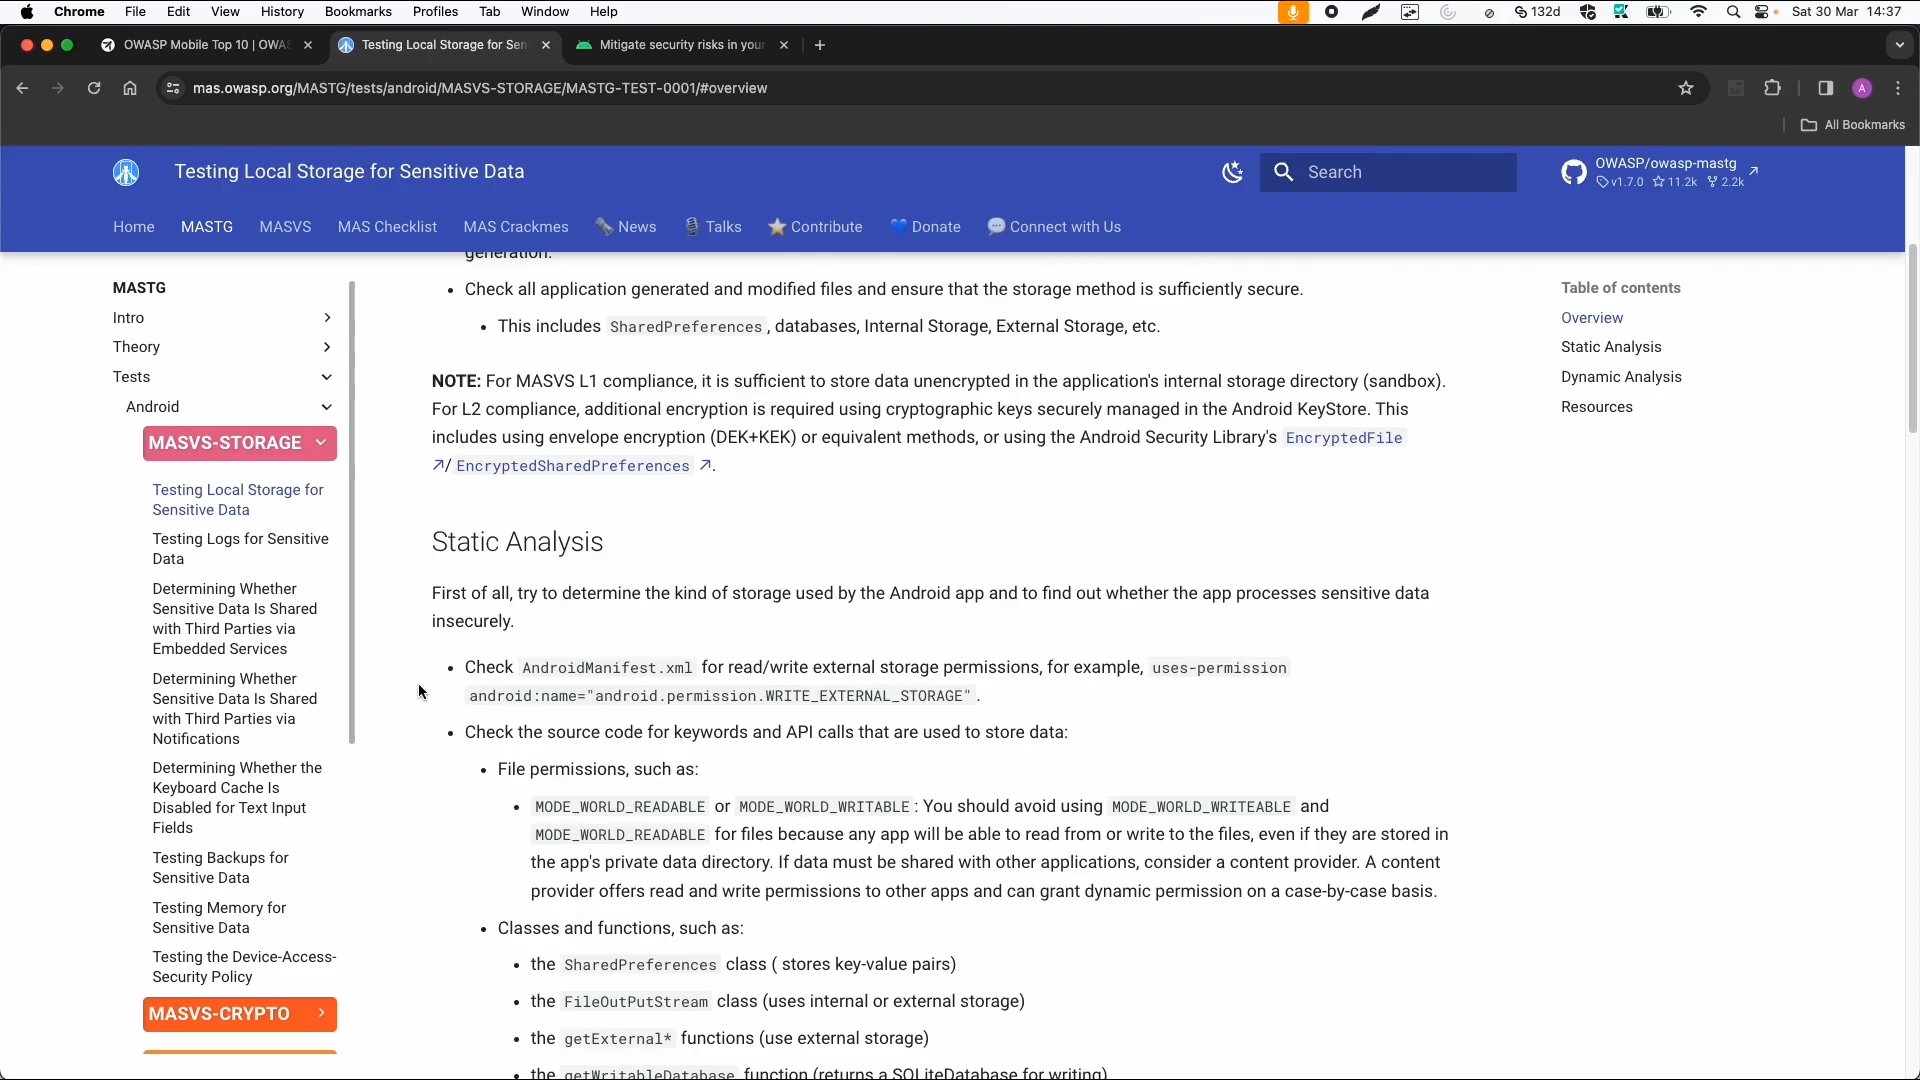 Chrome File Edit View History Bookmarks Profiles Tab Window Help 132d Sat 30 Mar 14:37
OWASP Mobile Top 10 | OWAS Testing Local Storage for Sen Mitigate security risks in your
mas.owasp.org/MASTG/tests/android/MASVS-STORAGE/MASTG-TEST-0001/#overview A
All Bookmarks
Testing Local Storage for Sensitive Data
Search
OWASP/owasp-mastg
v1.7.0 11.2k 2.2k
Home MASTG MASVS MAS Checklist MAS Crackmes News Talks Contribute Donate Connect with Us
MASTG
Intro
Theory
Tests
Android
MASVS-STORAGE
Testing Local Storage for
Sensitive Data
Testing Logs for Sensitive
Data
Determining Whether
Sensitive Data Is Shared
with Third Parties via
Embedded Services
Determining Whether
Sensitive Data Is Shared
with Third Parties via
Notifications
Determining Whether the
Keyboard Cache Is
Disabled for Text Input
Fields
Testing Backups for
Sensitive Data
Testing Memory for
Sensitive Data
Testing the Device-Access-
Security Policy
MASVS-CRYPTO
generation.
• Check all application generated and modified files and ensure that the storage method is sufficiently secure.
• This includes SharedPreferences, databases, Internal Storage, External Storage, etc.
NOTE: For MASVS L1 compliance, it is sufficient to store data unencrypted in the application's internal storage directory (sandbox).
For L2 compliance, additional encryption is required using cryptographic keys securely managed in the Android KeyStore. This
includes using envelope encryption (DEK+KEK) or equivalent methods, or using the Android Security Library's EncryptedFile
/ EncryptedSharedPreferences .
Static Analysis
First of all, try to determine the kind of storage used by the Android app and to find out whether the app processes sensitive data
insecurely.
• Check AndroidManifest.xml for read/write external storage permissions, for example, uses-permission
android:name="android.permission.WRITE_EXTERNAL_STORAGE".
• Check the source code for keywords and API calls that are used to store data:
• File permissions, such as:
• MODE_WORLD_READABLE or MODE_WORLD_WRITABLE: You should avoid using MODE_WORLD_WRITEABLE and
MODE_WORLD_READABLE for files because any app will be able to read from or write to the files, even if they are stored in
the app's private data directory. If data must be shared with other applications, consider a content provider. A content
provider offers read and write permissions to other apps and can grant dynamic permission on a case-by-case basis.
• Classes and functions, such as:
• the SharedPreferences class ( stores key-value pairs)
• the FileOutPutStream class (uses internal or external storage)
• the getExternal* functions (use external storage)
• the getWritableDatabase function (returns a SQLiteDatabase for writing)
Table of contents
Overview
Static Analysis
Dynamic Analysis
Resources